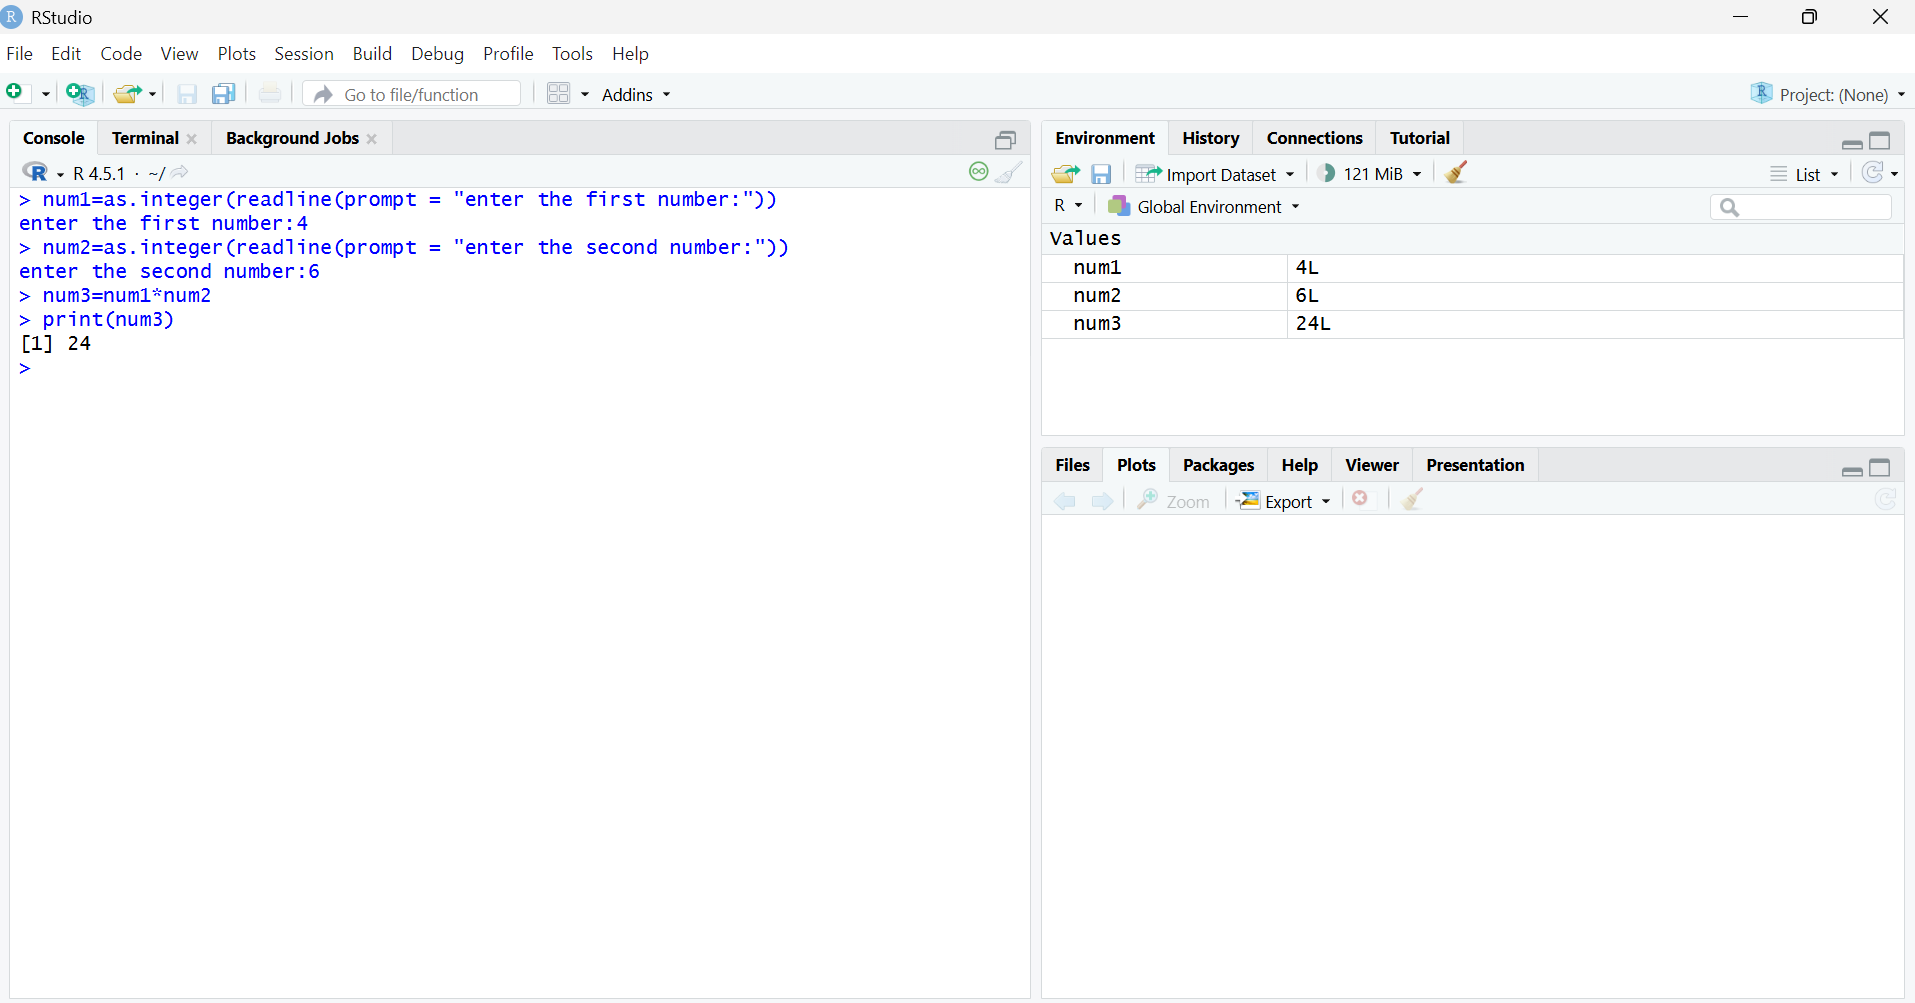 RStudio
File Edit Code View Plots Session Build Debug Profile Tools Help
Go to file/function Addins Project: (None)
Console Terminal Background Jobs
R 4.5.1 · ~/
> num1=as.integer(readline(prompt = "enter the first number:"))
enter the first number:4
> num2=as.integer(readline(prompt = "enter the second number:"))
enter the second number:6
> num3=num1*num2
> print(num3)
[1] 24
>
Environment History Connections Tutorial
Import Dataset 121 MiB List
R Global Environment
Values
num1 4L
num2 6L
num3 24L
Files Plots Packages Help Viewer Presentation
Zoom Export